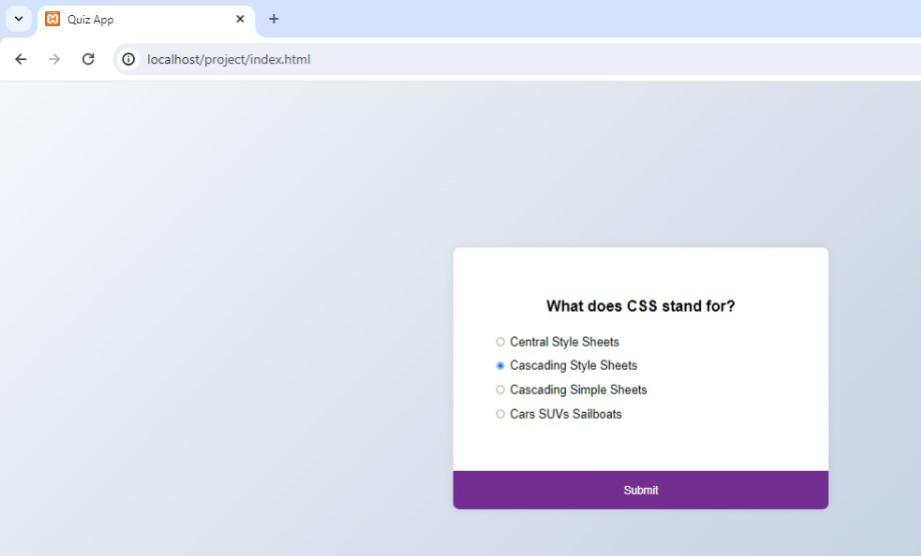 Quiz App
localhost/project/index.html
What does CSS stand for?
Central Style Sheets
Cascading Style Sheets
Cascading Simple Sheets
Cars SUVs Sailboats
Submit